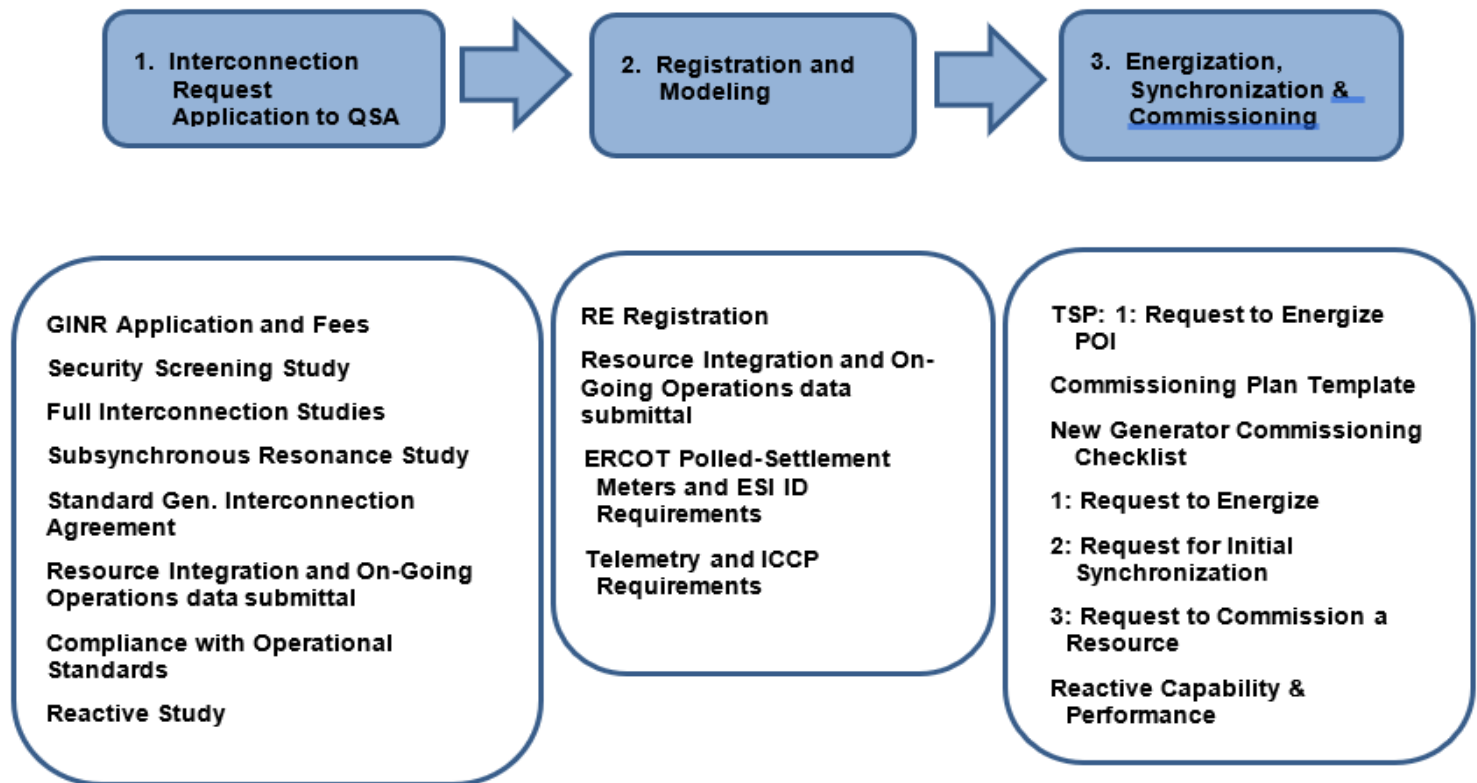 1. Interconnection
Request
Application to QSA
2. Registration and
Modeling
3. Energization,
Synchronization &
Commissioning
GINR Application and Fees
Security Screening Study
Full Interconnection Studies
Subsynchronous Resonance Study
Standard Gen. Interconnection
Agreement
Resource Integration and On-Going
Operations data submittal
Compliance with Operational
Standards
Reactive Study
RE Registration
Resource Integration and On-
Going Operations data
submittal
ERCOT Polled-Settlement
Meters and ESI ID
Requirements
Telemetry and ICCP
Requirements
TSP: 1: Request to Energize
POI
Commissioning Plan Template
New Generator Commissioning
Checklist
1: Request to Energize
2: Request for Initial
Synchronization
3: Request to Commission a
Resource
Reactive Capability &
Performance